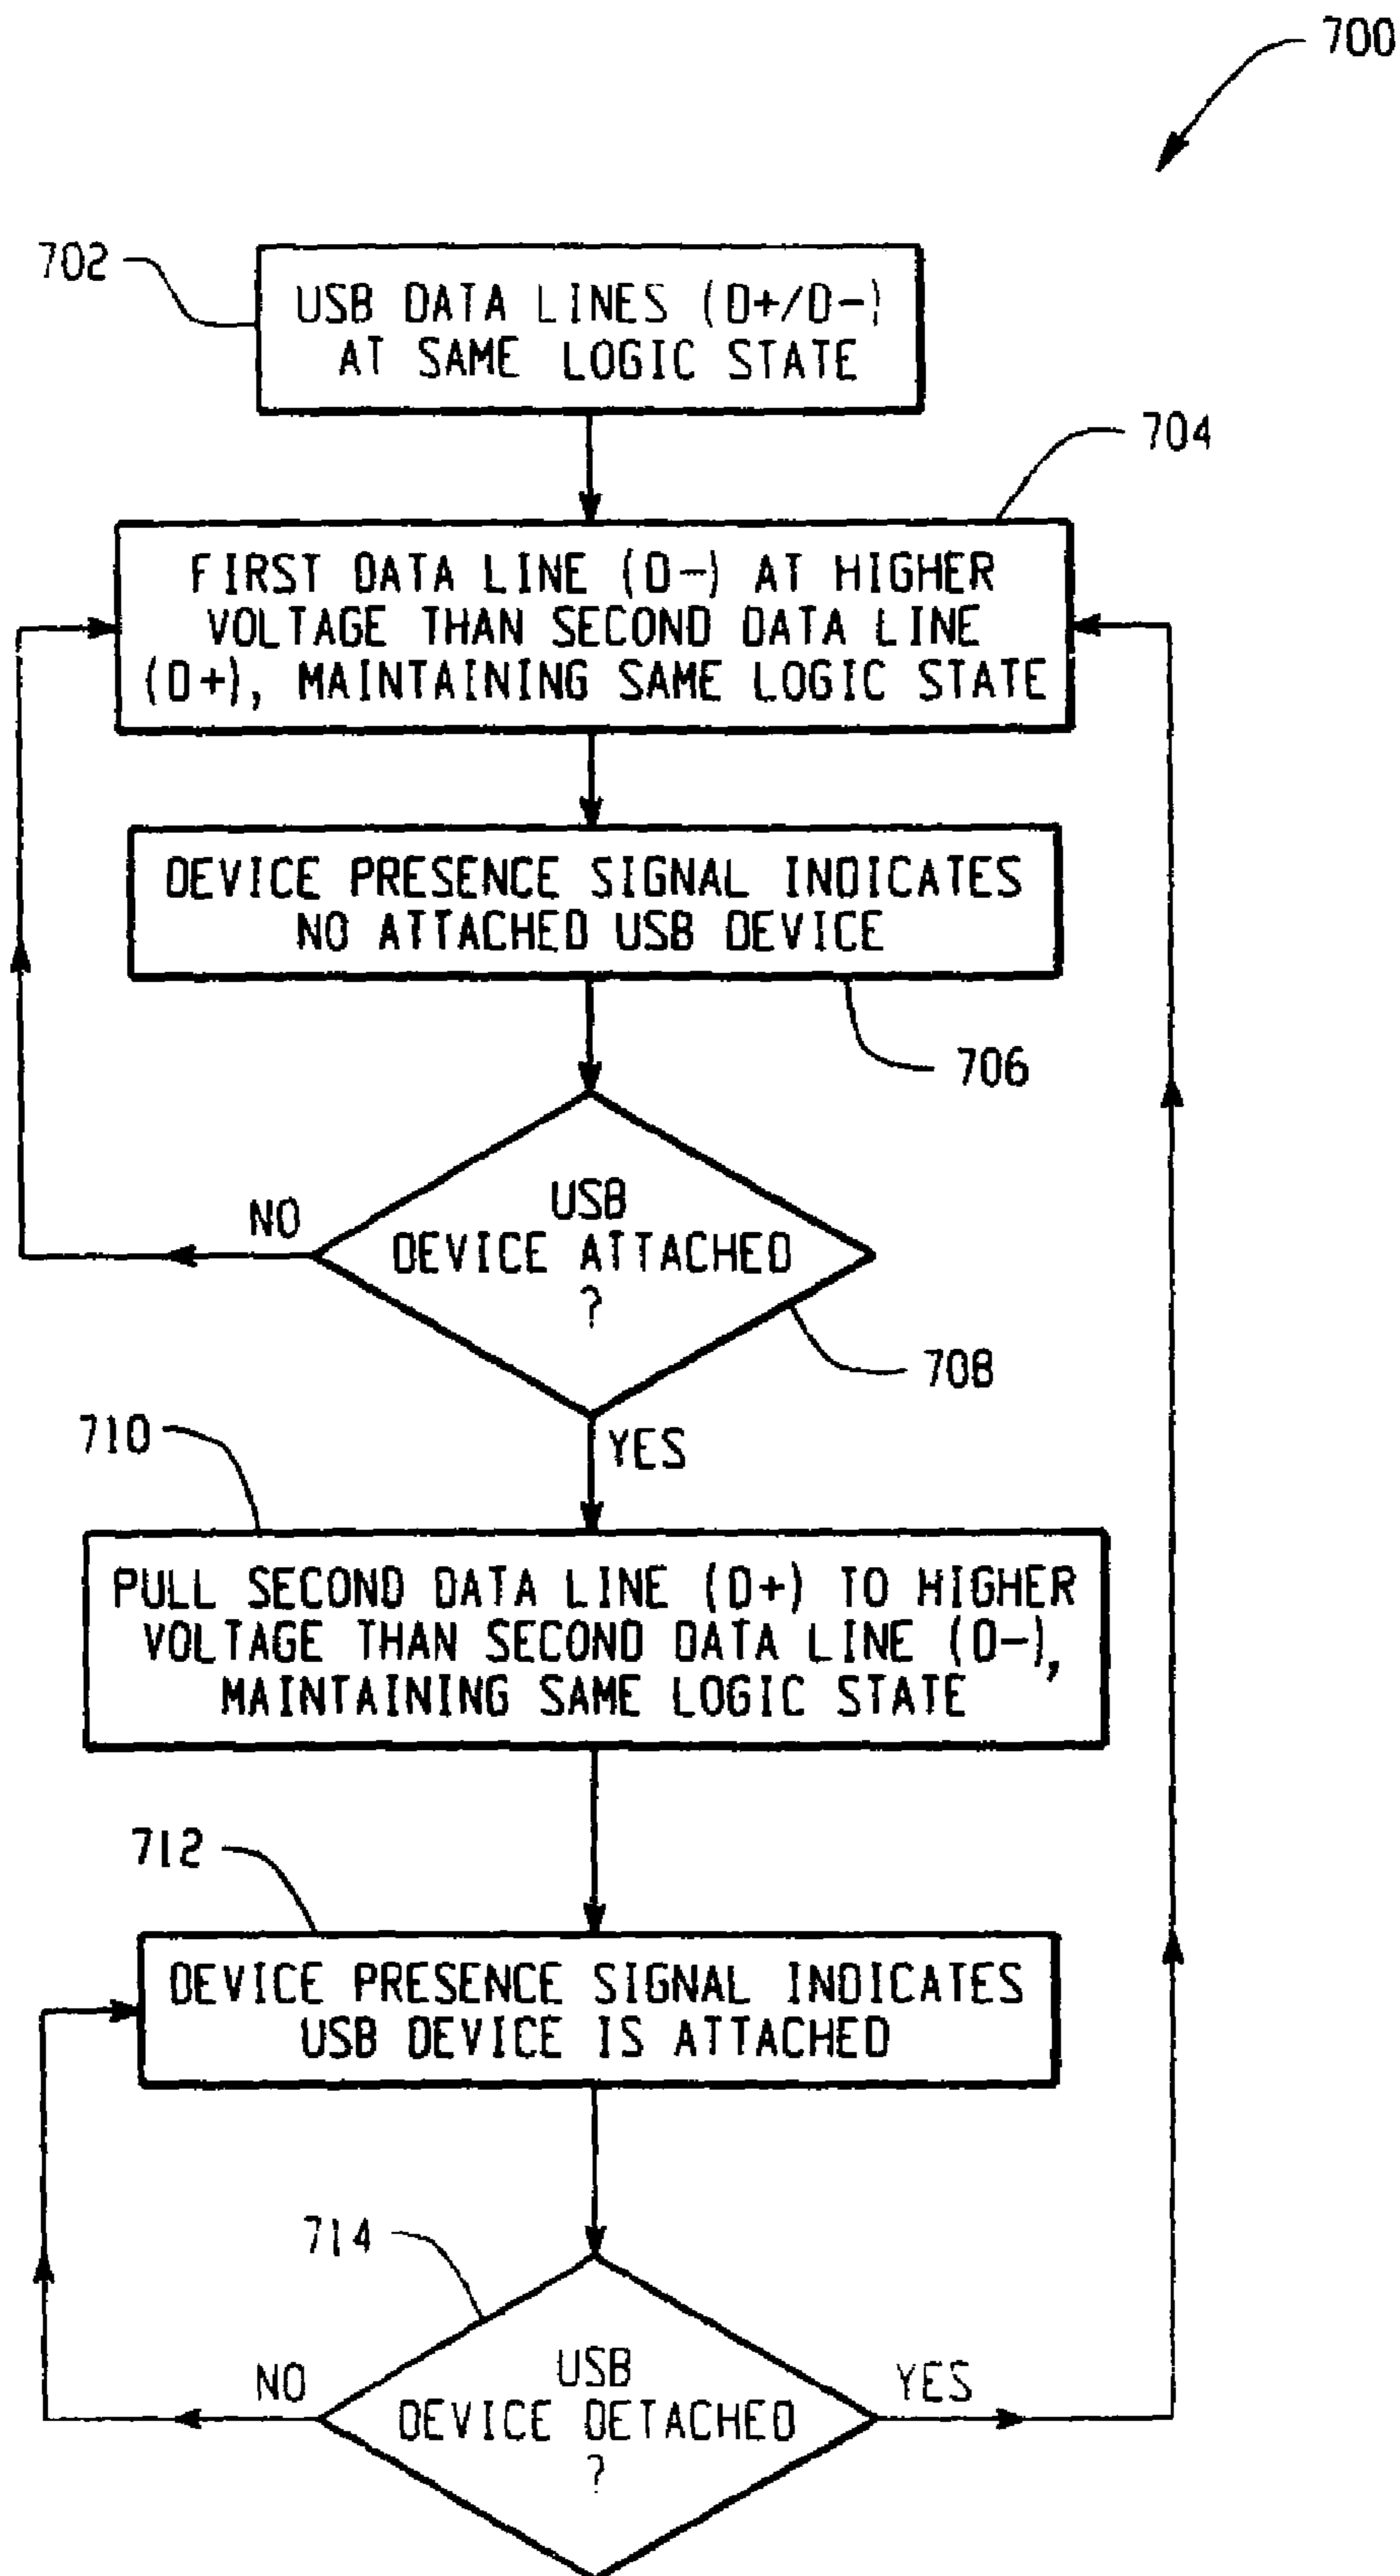 700
702
USB DATA LINES (D+/D-)
AT SAME LOGIC STATE
704
FIRST DATA LINE (D-) AT HIGHER
VOLTAGE THAN SECOND DATA LINE
(D+), MAINTAINING SAME LOGIC STATE
DEVICE PRESENCE SIGNAL INDICATES
NO ATTACHED USB DEVICE
706
NO
USB
DEVICE ATTACHED
?
708
YES
710
PULL SECOND DATA LINE (D+) TO HIGHER
VOLTAGE THAN SECOND DATA LINE (D-),
MAINTAINING SAME LOGIC STATE
712
DEVICE PRESENCE SIGNAL INDICATES
USB DEVICE IS ATTACHED
714
NO
USB
DEVICE DETACHED
?
YES